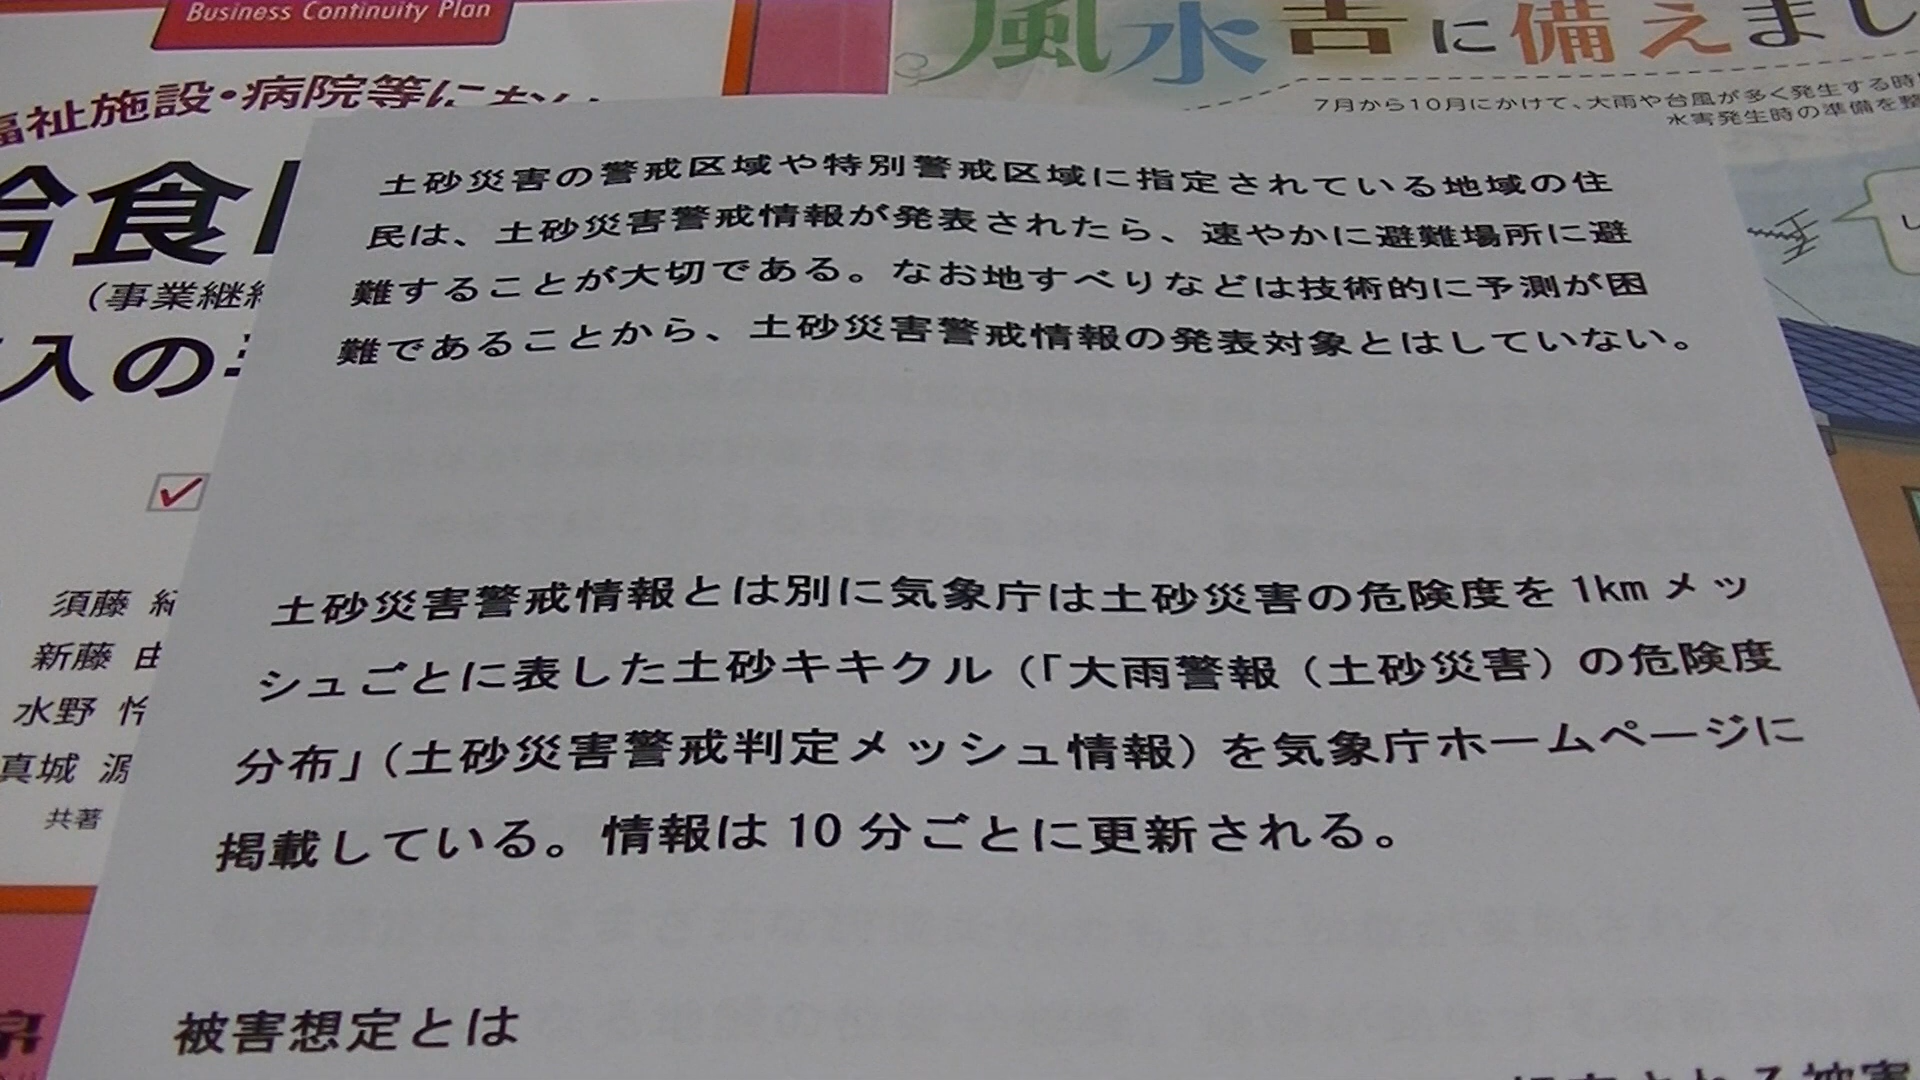 Business Continuity Plan
福祉施設・病院等に
給食
(事業継
入の
須藤
新藤 由
水野 怜
真城 源
共著
風水害に備えまし
7月から10月にかけて、大雨や台風が多く発生する時
水害発生時の準備を整
土砂災害の警戒区域や特別警戒区域に指定されている地域の住
民は、土砂災害警戒情報が発表されたら、速やかに避難場所に避
難することが大切である。なお地すべりなどは技術的に予測が困
難であることから、土砂災害警戒情報の発表対象とはしていない。
土砂災害警戒情報とは別に気象庁は土砂災害の危険度を1kmメッ
シュごとに表した土砂キキクル(「大雨警報(土砂災害)の危険度
分布」(土砂災害警戒判定メッシュ情報)を気象庁ホームページに
掲載している。情報は10分ごとに更新される。
被害想定とは